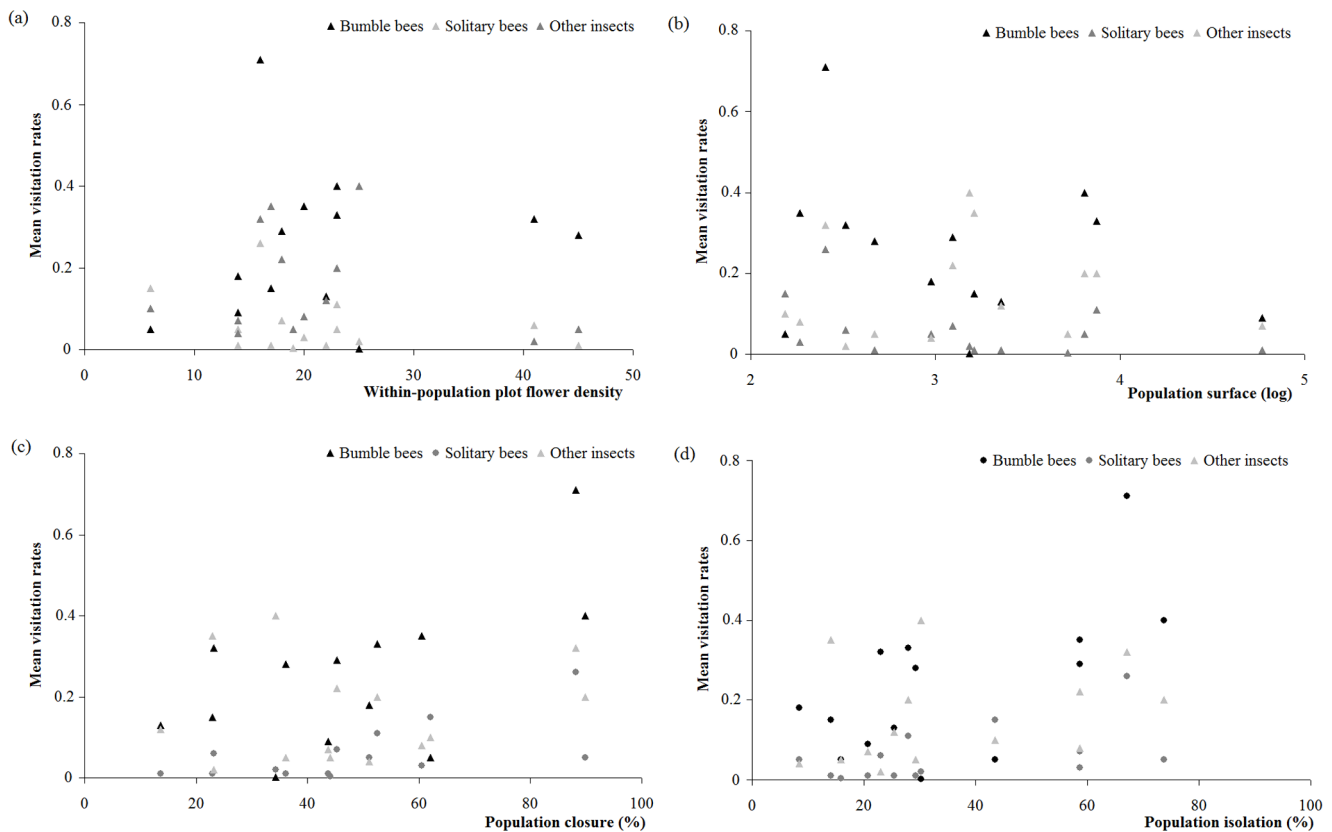 (a)
Bumble bees Solitary bees Other insects
0.8
0.6
0.4
0.2
0
Mean visitation rates
0 10 20 30 40 50
Within-population plot flower density
(b)
Bumble bees Solitary bees Other insects
0.8
0.6
0.4
0.2
0
Mean visitation rates
2 3 4 5
Population surface (log)
(c)
Bumble bees Solitary bees Other insects
0.8
0.6
0.4
0.2
0
Mean visitation rates
0 20 40 60 80 100
Population closure (%)
(d)
Bumble bees Solitary bees Other insects
0.8
0.6
0.4
0.2
0
Mean visitation rates
0 20 40 60 80 100
Population isolation (%)